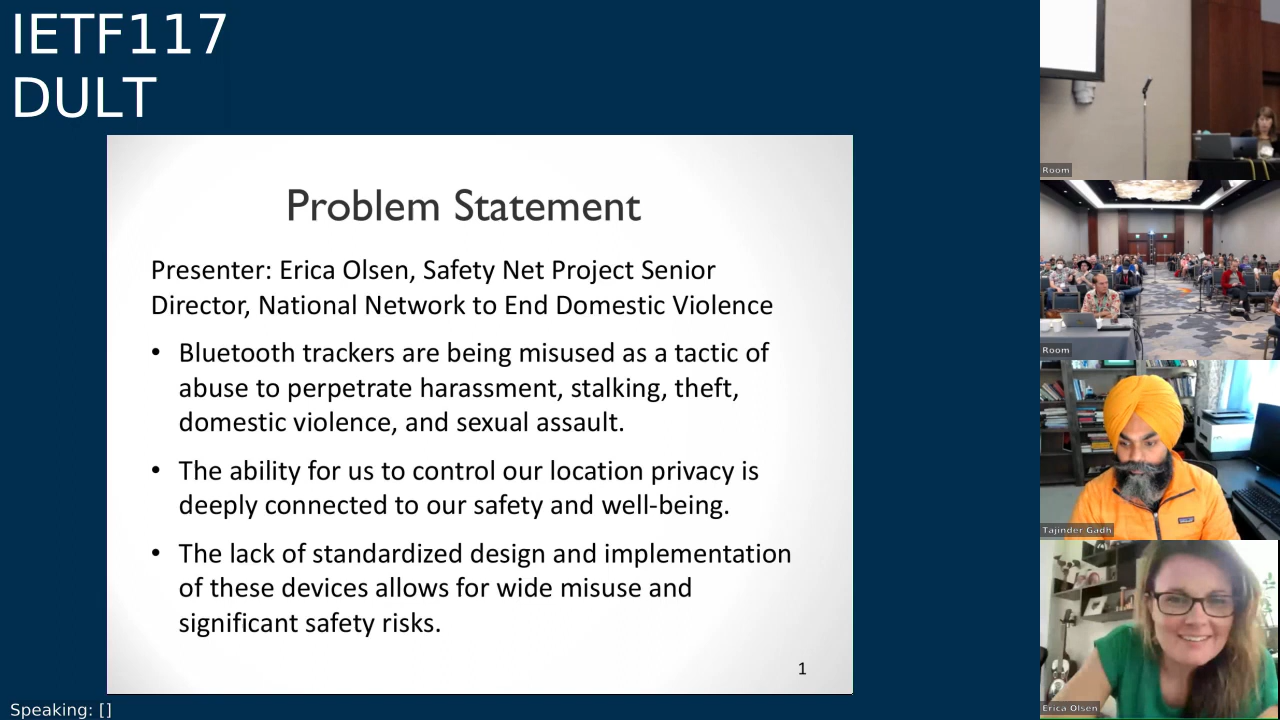 IETF117
DULT
Problem Statement
Presenter: Erica Olsen, Safety Net Project Senior
Director, National Network to End Domestic Violence
• Bluetooth trackers are being misused as a tactic of
abuse to perpetrate harassment, stalking, theft,
domestic violence, and sexual assault.
• The ability for us to control our location privacy is
deeply connected to our safety and well-being.
• The lack of standardized design and implementation
of these devices allows for wide misuse and
significant safety risks.
1
Speaking: []
Room
Room
Tajinder Gadh
Erica Olsen